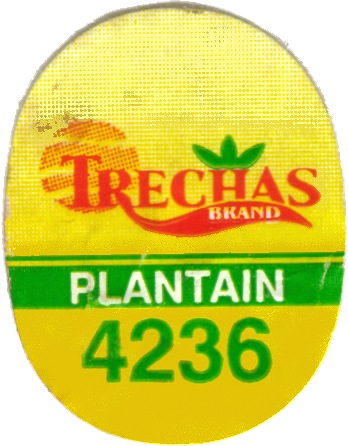 TRECHAS
BRAND
PLANTAIN
4236